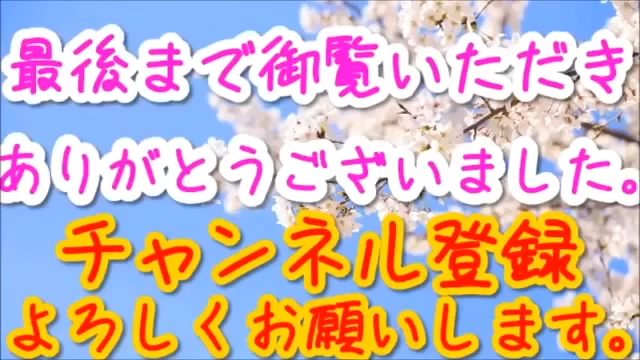 最後まで御覧いただき
ありがとうございました。
チャンネル登録
よろしくお願いします。